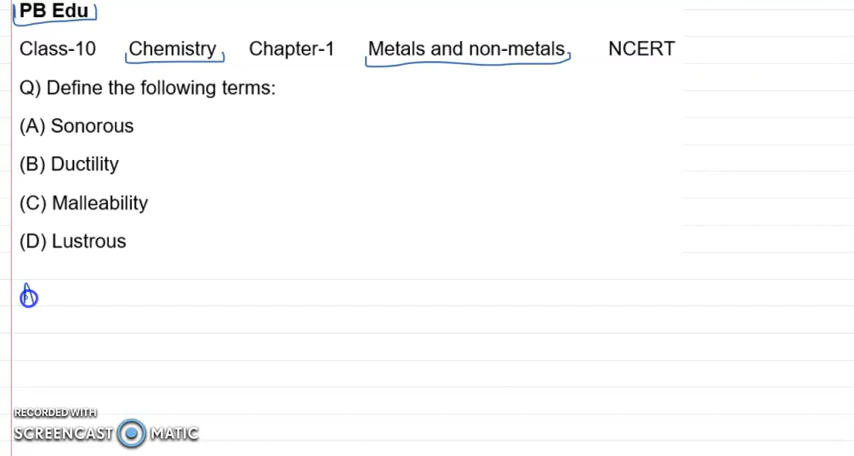 PB Edu
Class-10 Chemistry Chapter-1 Metals and non-metals NCERT
Q) Define the following terms:
(A) Sonorous
(B) Ductility
(C) Malleability
(D) Lustrous
RECORDED WITH
SCREENCAST MATIC